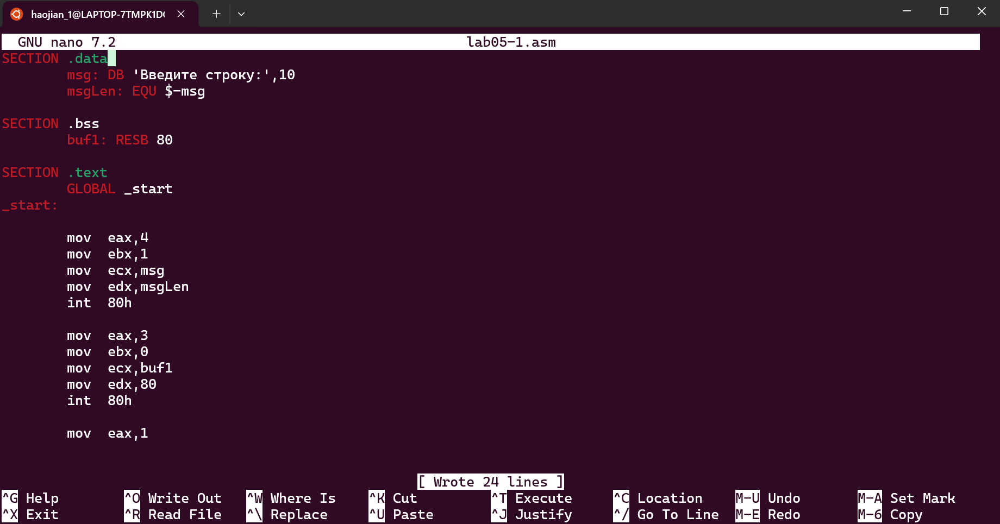 haojian_1@LAPTOP-7TMPK1D
GNU nano 7.2 lab05-1.asm
SECTION .data
msg: DB 'Введите строку:',10
msgLen: EQU $-msg
SECTION .bss
buf1: RESB 80
SECTION .text
GLOBAL _start
_start:
mov eax,4
mov ebx,1
mov ecx,msg
mov edx,msgLen
int 80h
mov eax,3
mov ebx,0
mov ecx,buf1
mov edx,80
int 80h
mov eax,1
[ Wrote 24 lines ]
^G Help ^O Write Out ^W Where Is ^K Cut ^T Execute ^C Location M-U Undo M-A Set Mark
^X Exit ^R Read File ^\ Replace ^U Paste ^J Justify ^/ Go To Line M-E Redo M-6 Copy